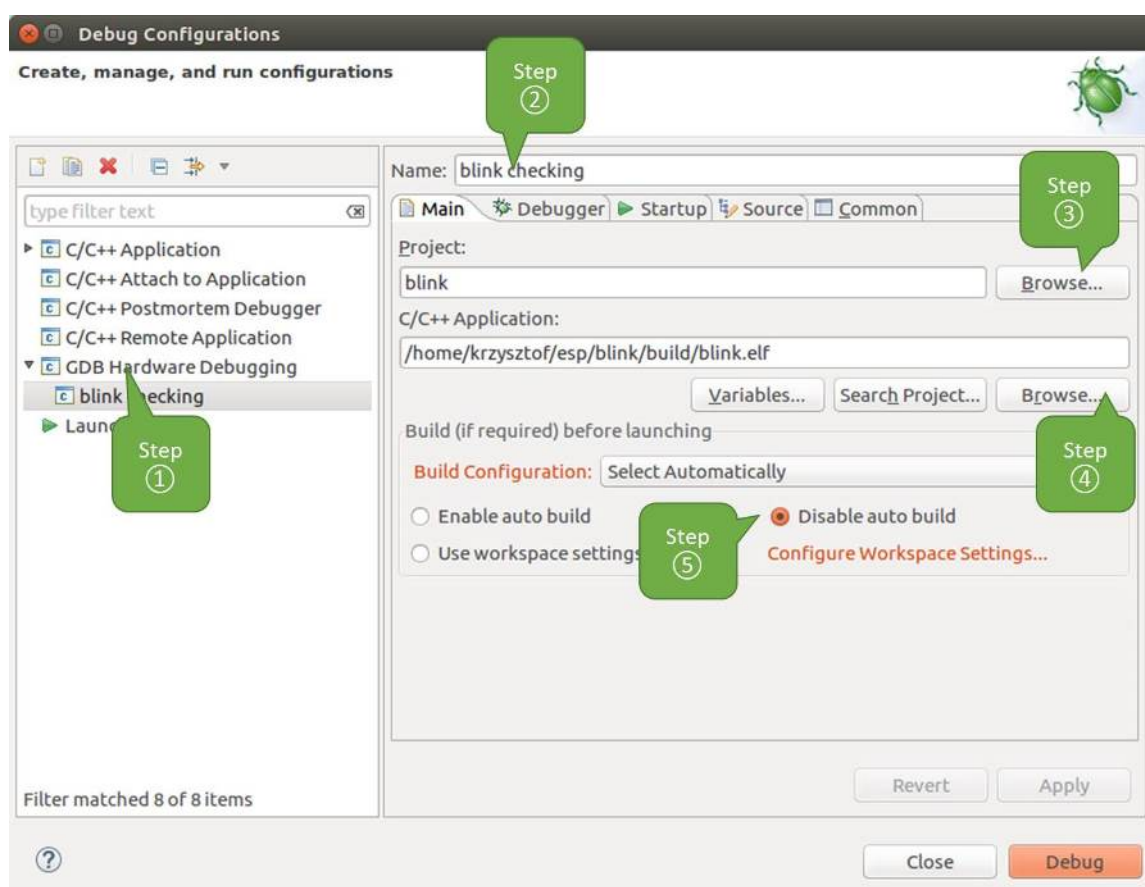 Debug Configurations
Create, manage, and run configurations
Step
②
Name: blink checking
Step
③
type filter text
Main Debugger Startup Source Common
C/C++ Application
C/C++ Attach to Application
C/C++ Postmortem Debugger
C/C++ Remote Application
GDB Hardware Debugging
blink checking
Laun
Step
①
Project:
blink Browse...
C/C++ Application:
/home/krzysztof/esp/blink/build/blink.elf
Variables... Search Project... Browse...
Step
④
Build (if required) before launching
Build Configuration: Select Automatically
Enable auto build
Disable auto build
Step
⑤
Use workspace settings
Configure Workspace Settings...
Revert Apply
Filter matched 8 of 8 items
Close Debug